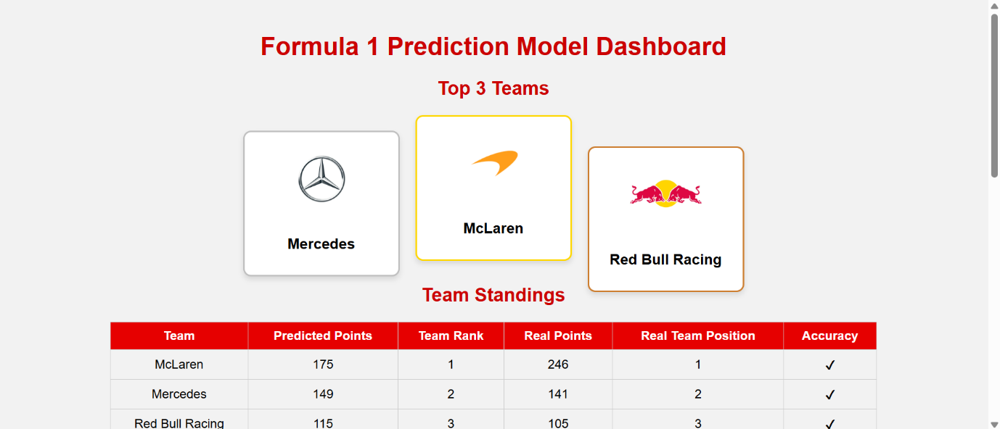 Formula 1 Prediction Model Dashboard
Top 3 Teams
Mercedes
McLaren
Red Bull Racing
Team Standings
Team Predicted Points Team Rank Real Points Real Team Position Accuracy
McLaren 175 1 246 1 ✓
Mercedes 149 2 141 2 ✓
Red Bull Racing 115 3 105 3 ✓